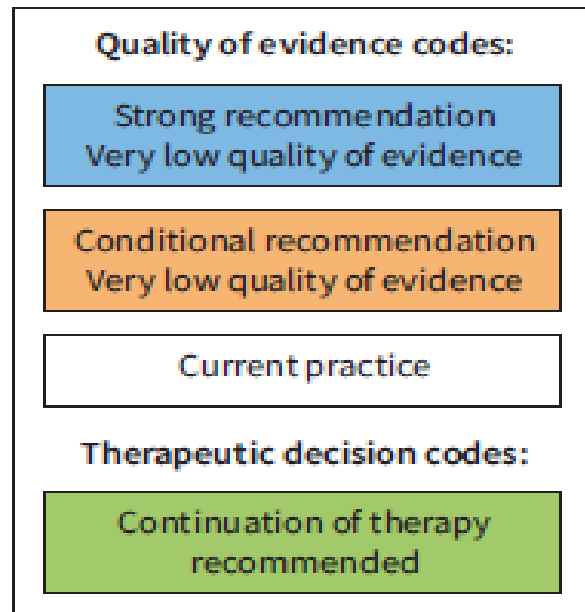 Quality of evidence codes:
Strong recommendation
Very low quality of evidence
Conditional recommendation
Very low quality of evidence
Current practice
Therapeutic decision codes:
Continuation of therapy
recommended